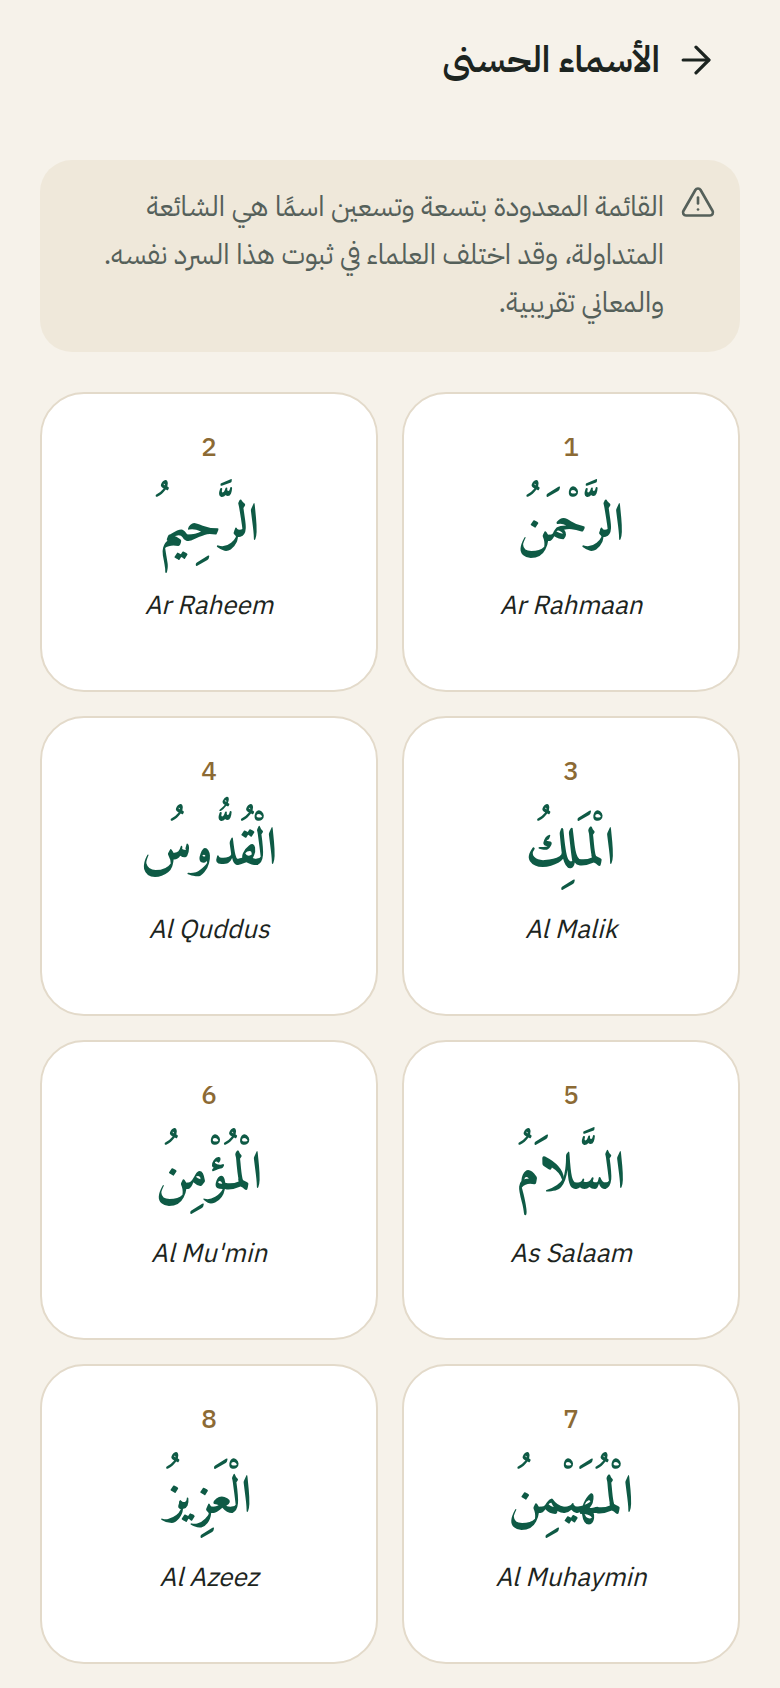 الأسماء الحسنى
القائمة المعدودة بتسعة وتسعين اسمًا هي الشائعة
المتداولة، وقد اختلف العلماء في ثبوت هذا السرد نفسه.
والمعاني تقريبية.
1
الرَّحْمَنُ
Ar Rahmaan
2
الرَّحِيمُ
Ar Raheem
3
الْمَلِكُ
Al Malik
4
الْقُدُّوسُ
Al Quddus
5
السَّلاَمُ
As Salaam
6
الْمُؤْمِنُ
Al Mu'min
7
الْمُهَيْمِنُ
Al Muhaymin
8
الْعَزِيزُ
Al Azeez